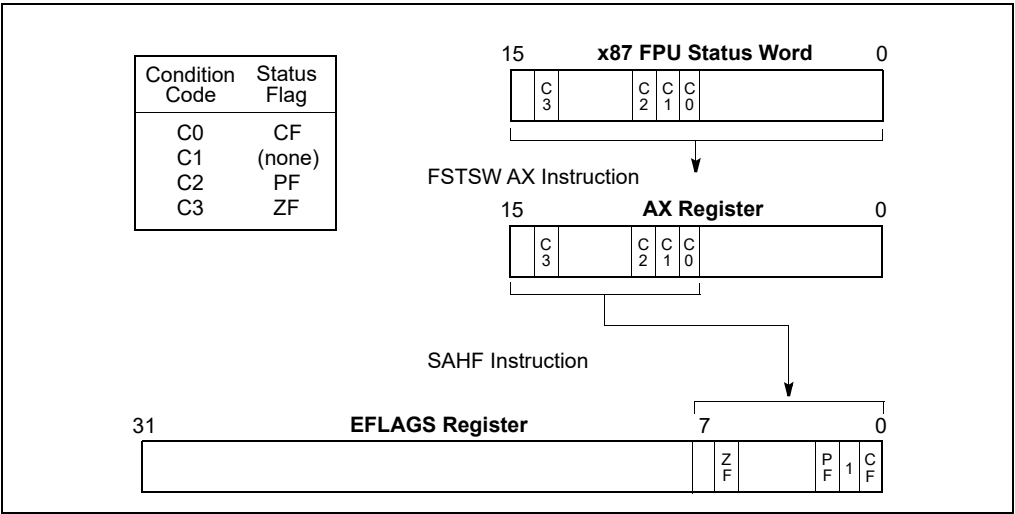 Condition Status
Code Flag
C0 CF
C1 (none)
C2 PF
C3 ZF
15 x87 FPU Status Word 0
C3 C2 C1 C0
FSTSW AX Instruction
15 AX Register 0
C3 C2 C1 C0
SAHF Instruction
31 EFLAGS Register 7 0
ZF PF 1 CF